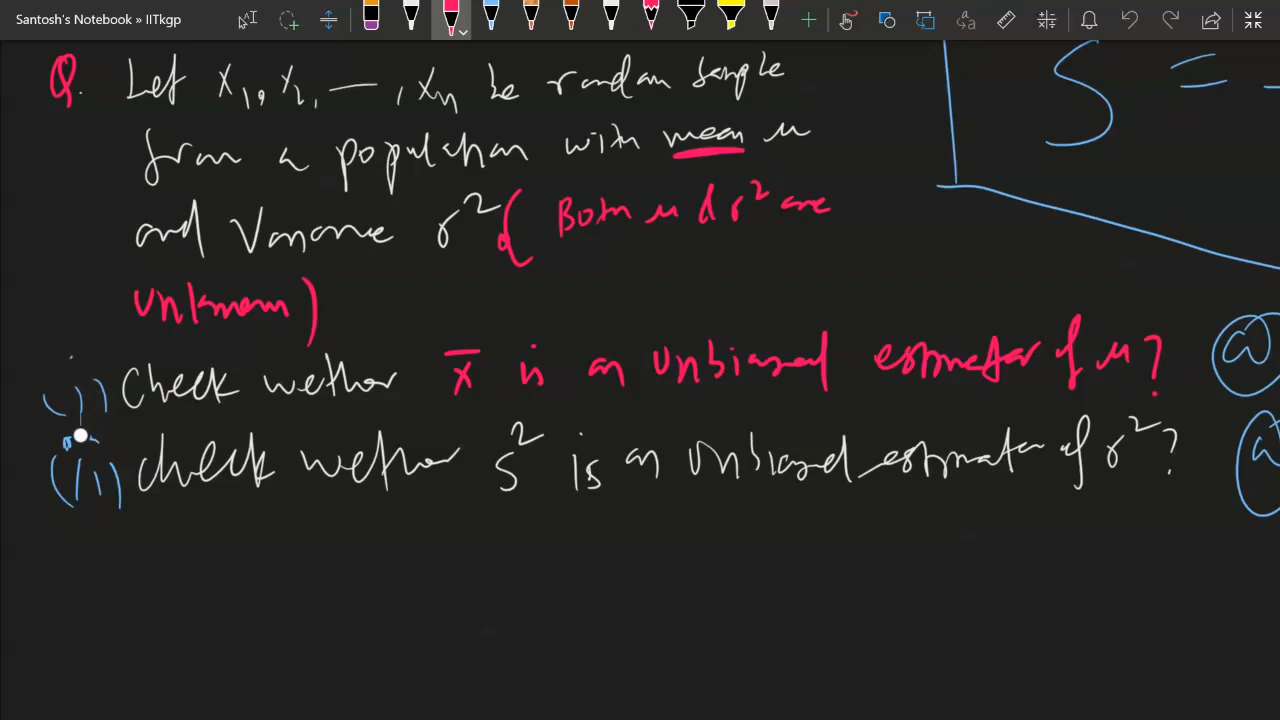 Santosh's Notebook » IITkgp
Q. Let x1, x2, —, xn be random sample
S =
from a population with mean μ
and Variance σ² ( Both μ & σ² are
unknown)
(i) Check wether x̄ is an unbiased estimator of μ?
(ii) check wether s² is an unbiased estimator of σ²?